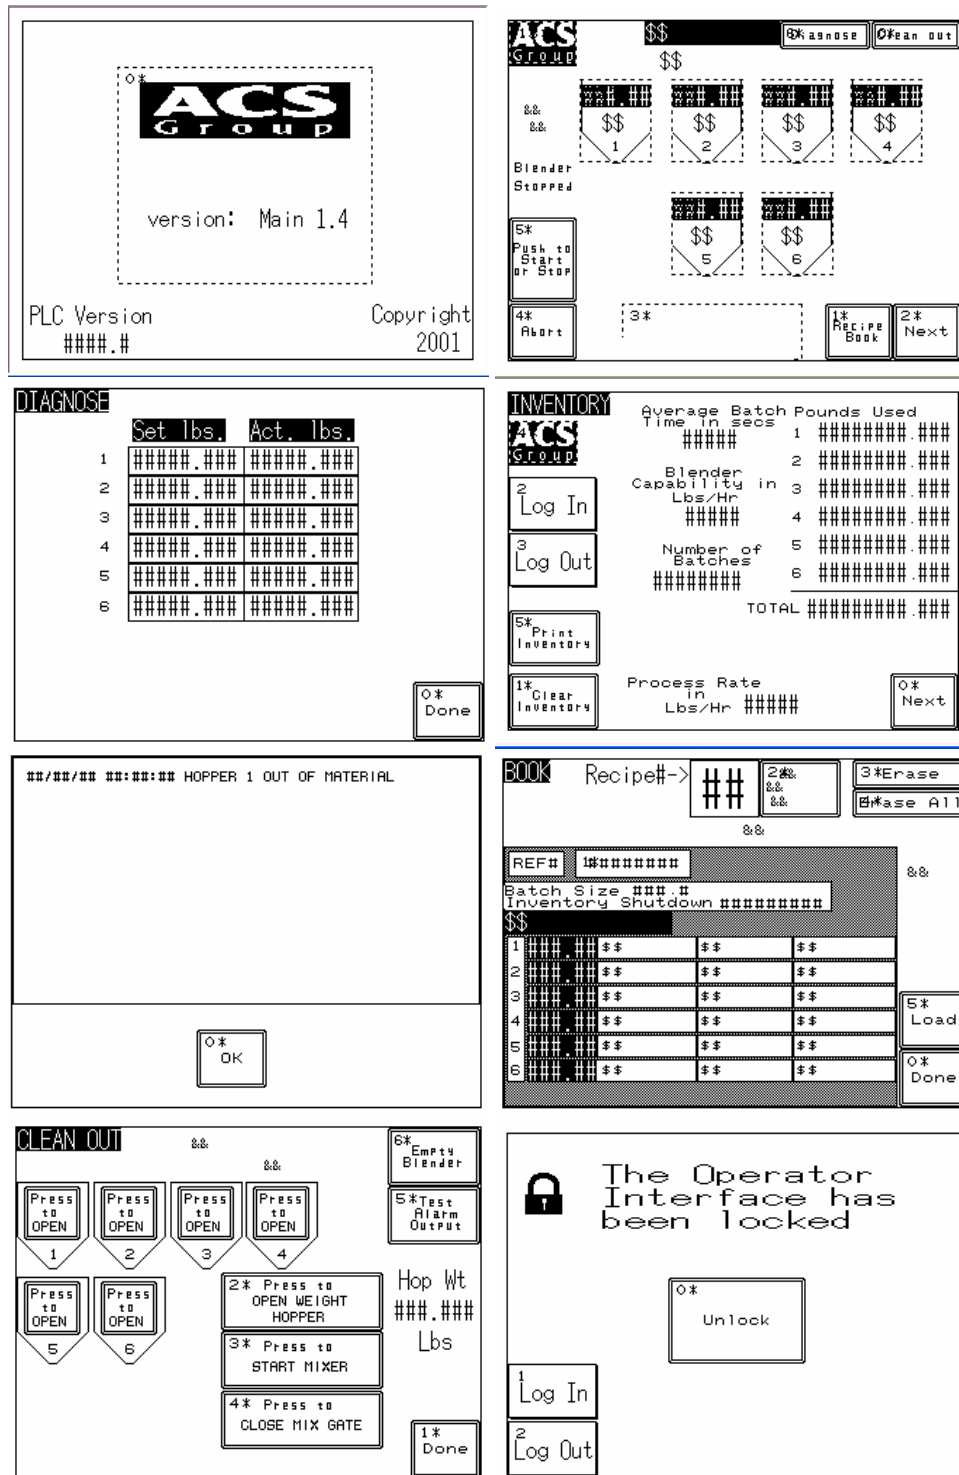 0*
ACS
Group
version: Main 1.4
PLC Version
####.#
Copyright
2001
ACS
Group
$$
$$
&&
&&
$$
1
$$
2
$$
3
$$
4
Blender
Stopped
$$
5
$$
6
5*
Push to
Start
or Stop
4*
Abort
3*
1*
Recipe
Book
2*
Next
DIAGNOSE
Set lbs. Act. lbs.
1 #####.### #####.###
2 #####.### #####.###
3 #####.### #####.###
4 #####.### #####.###
5 #####.### #####.###
6 #####.### #####.###
0*
Done
INVENTORY
4
ACS
Group
2
Log In
3
Log Out
5*
Print
Inventory
1*
Clear
Inventory
Average Batch
Time in secs
#####
Blender
Capability in
Lbs/Hr
#####
Number of
Batches
########
Process Rate
in
Lbs/Hr #####
Pounds Used
1 ########.###
2 ########.###
3 ########.###
4 ########.###
5 ########.###
6 ########.###
TOTAL #########.###
0*
Next
##/##/## ##:##:## HOPPER 1 OUT OF MATERIAL
0*
OK
BOOK
Recipe#->
##
&&
&&
3*Erase
&&
&&
REF#
Batch Size ###.#
Inventory Shutdown #########
$$
1 ###.## $$ $$ $$
2 ###.## $$ $$ $$
3 ###.## $$ $$ $$
4 ###.## $$ $$ $$
5 ###.## $$ $$ $$
6 ###.## $$ $$ $$
5*
Load
0*
Done
CLEAN OUT
&&
&&
6*
Empty
Blender
5*Test
Alarm
Output
Press
to
OPEN
1
Press
to
OPEN
2
Press
to
OPEN
3
Press
to
OPEN
4
Press
to
OPEN
5
Press
to
OPEN
6
2* Press to
OPEN WEIGHT
HOPPER
3* Press to
START MIXER
4* Press to
CLOSE MIX GATE
Hop Wt
###.###
Lbs
1*
Done
The Operator
Interface has
been locked
0*
Unlock
1
Log In
2
Log Out